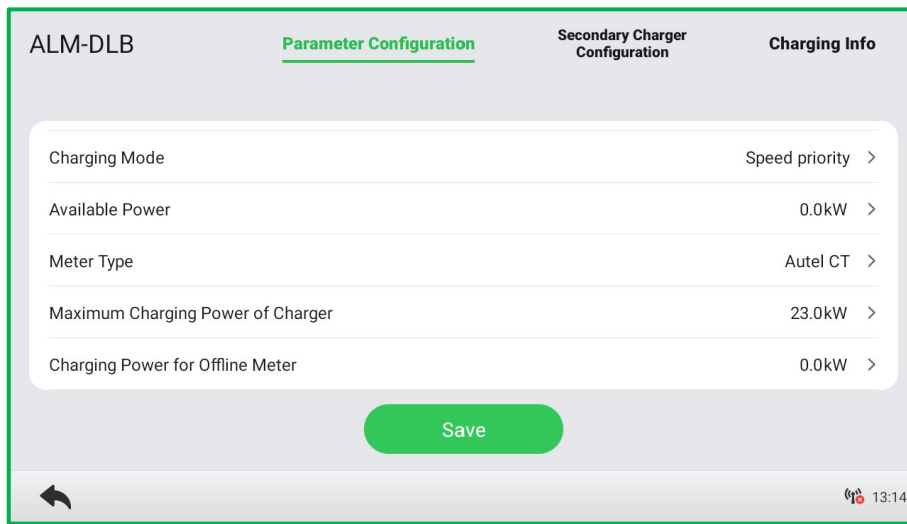 ALM-DLB
Parameter Configuration
Secondary Charger
Configuration
Charging Info
Charging Mode
Speed priority
Available Power
0.0kW
Meter Type
Autel CT
Maximum Charging Power of Charger
23.0kW
Charging Power for Offline Meter
0.0kW
Save
13:14